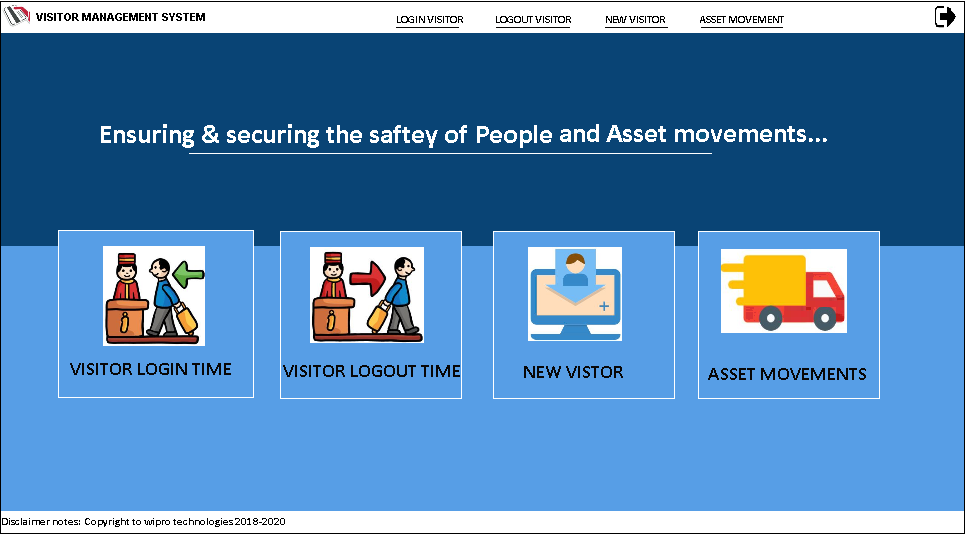 VISITOR MANAGEMENT SYSTEM
LOGIN VISITOR LOGOUT VISITOR NEW VISITOR ASSET MOVEMENT
Ensuring & securing the saftey of People and Asset movements...
VISITOR LOGIN TIME
VISITOR LOGOUT TIME
NEW VISTOR
ASSET MOVEMENTS
Disclaimer notes: Copyright to wipro technologies 2018-2020